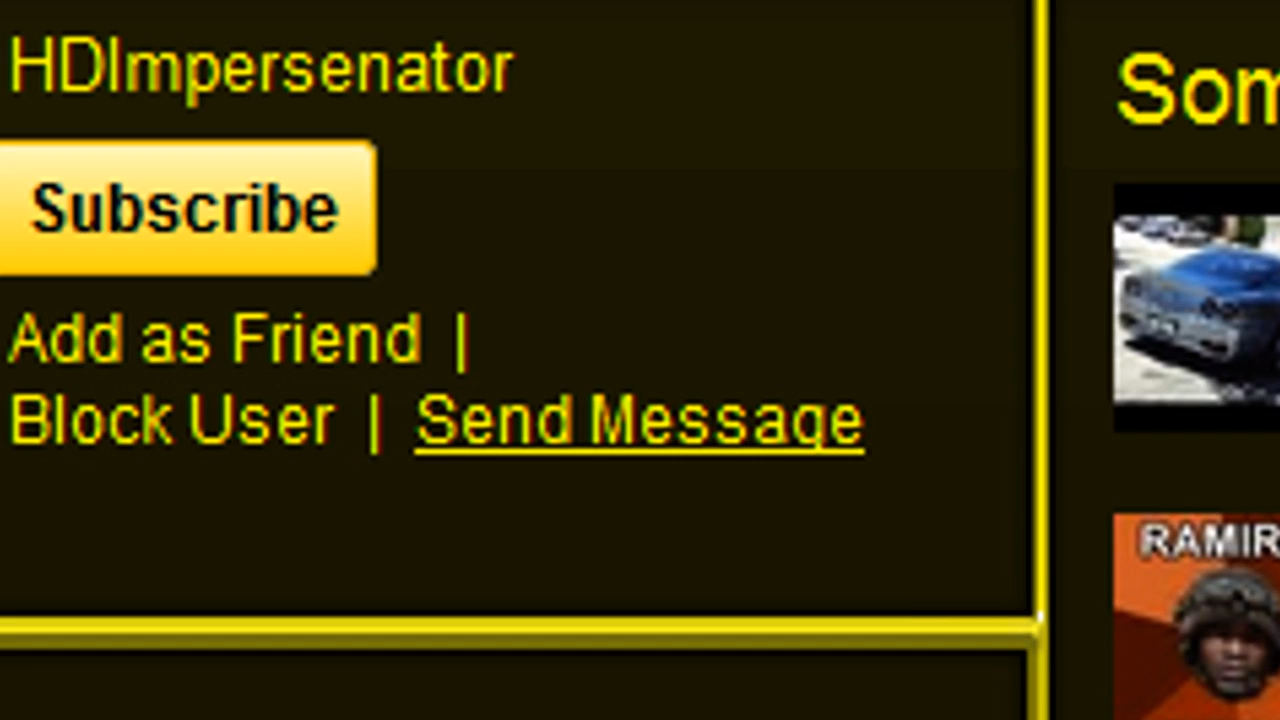 HDImpersenator
Subscribe
Add as Friend |
Block User | Send Message
Som
RAMIR